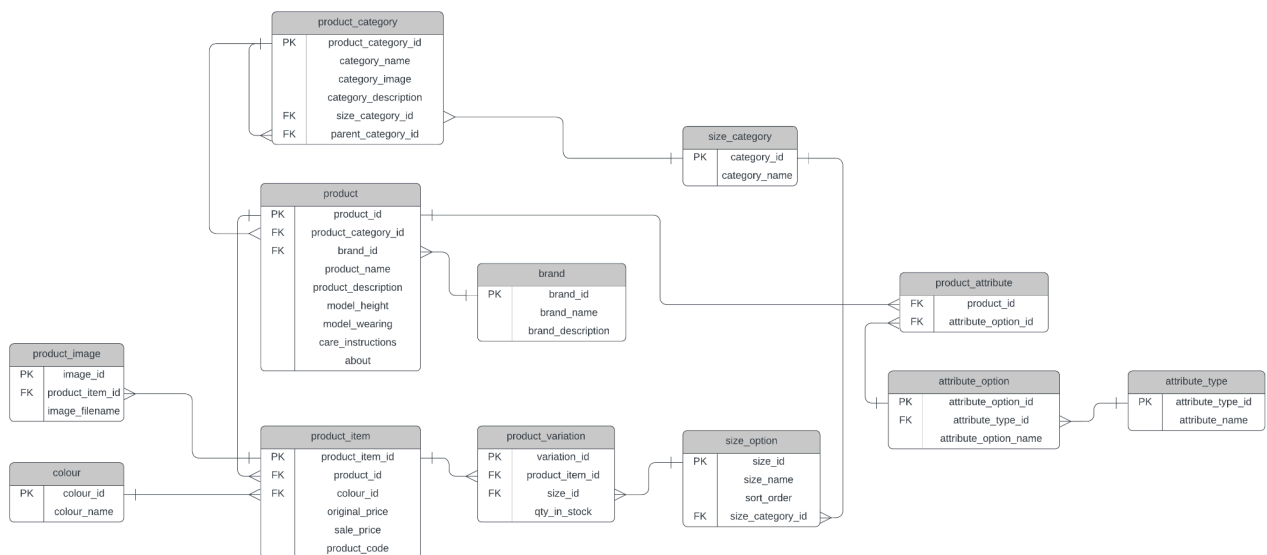 product_category
PK product_category_id
category_name
category_image
category_description
FK size_category_id
FK parent_category_id
size_category
PK category_id
category_name
product
PK product_id
FK product_category_id
FK brand_id
product_name
product_description
model_height
model_wearing
care_instructions
about
brand
PK brand_id
brand_name
brand_description
product_attribute
FK product_id
FK attribute_option_id
product_image
PK image_id
FK product_item_id
image_filename
attribute_option
PK attribute_option_id
FK attribute_type_id
attribute_option_name
attribute_type
PK attribute_type_id
attribute_name
colour
PK colour_id
colour_name
product_item
PK product_item_id
FK product_id
FK colour_id
original_price
sale_price
product_code
product_variation
PK variation_id
FK product_item_id
FK size_id
qty_in_stock
size_option
PK size_id
size_name
sort_order
FK size_category_id